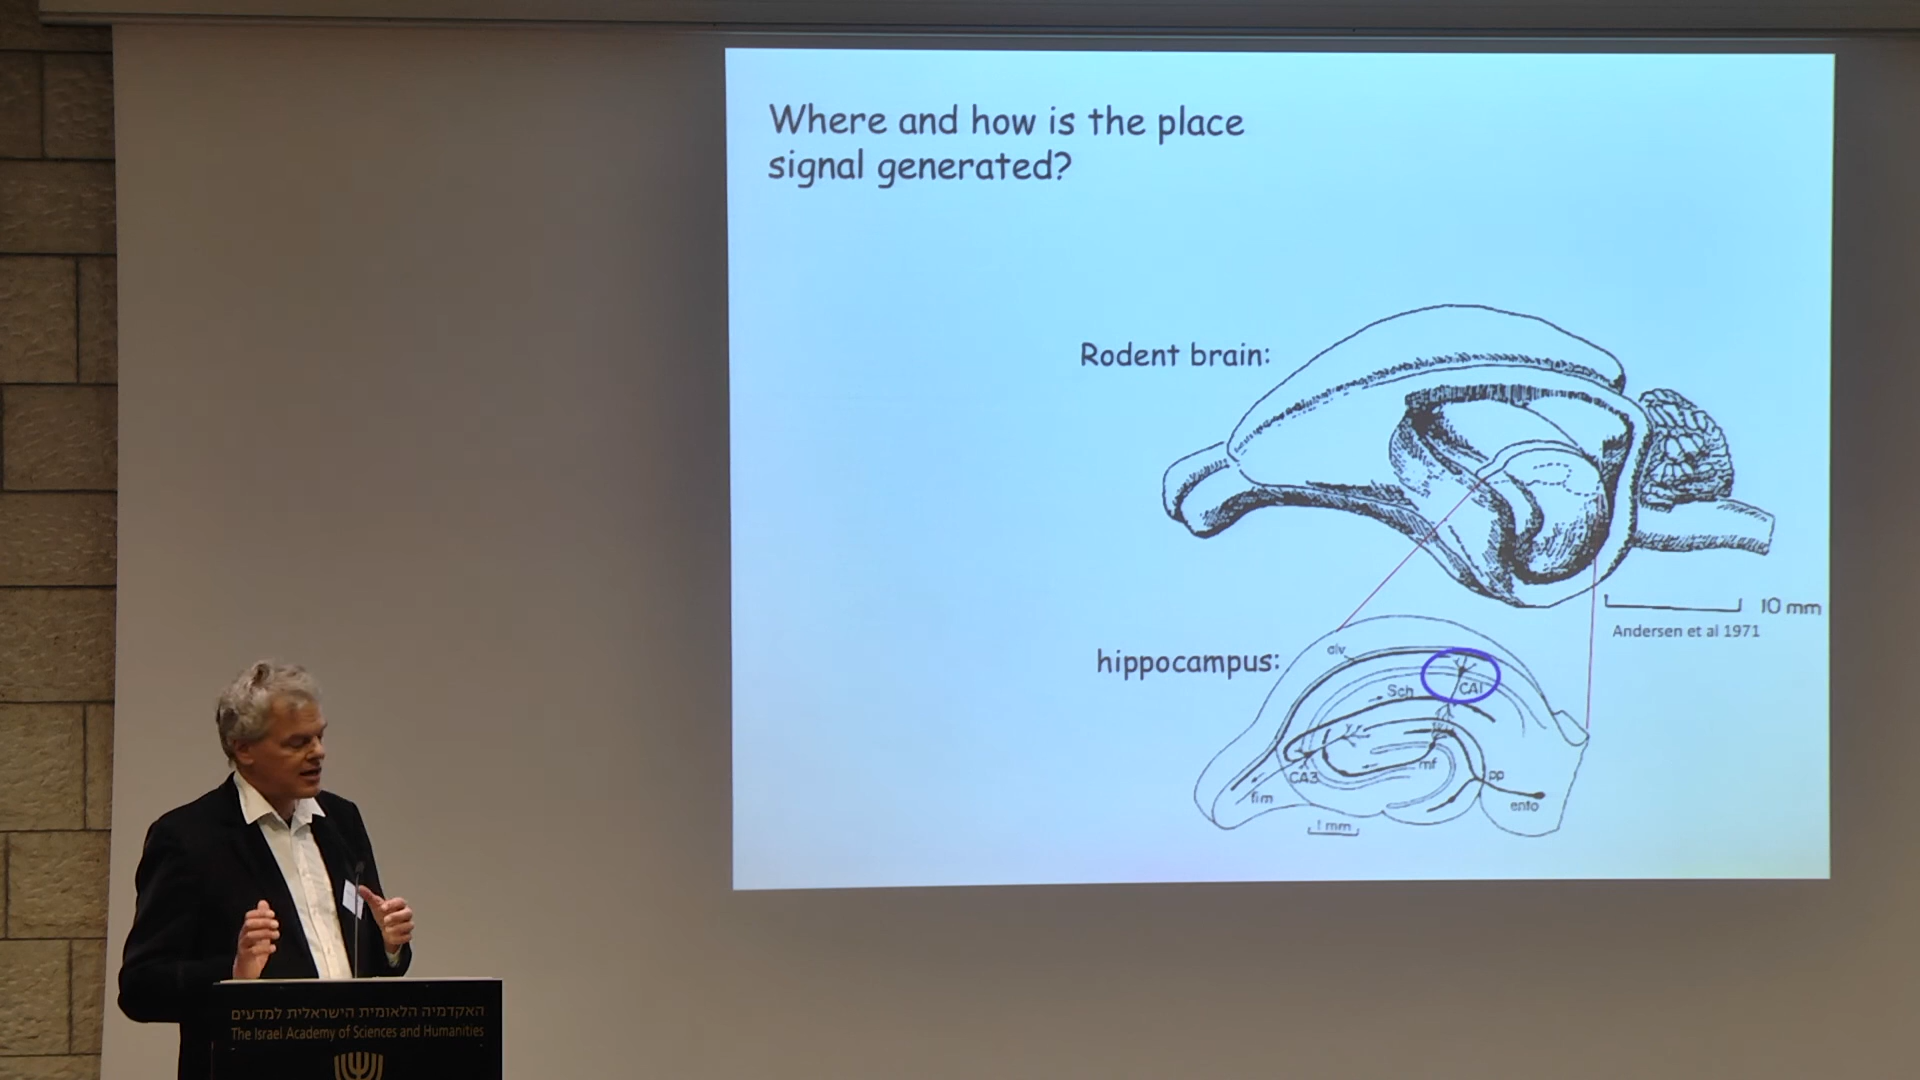 Where and how is the place
signal generated?
Rodent brain:
10 mm
Andersen et al 1971
hippocampus:
alv
Sch
CA1
CA3
mf
pp
fim
ento
1 mm
האקדמיה הלאומית הישראלית למדעים
The Israel Academy of Sciences and Humanities